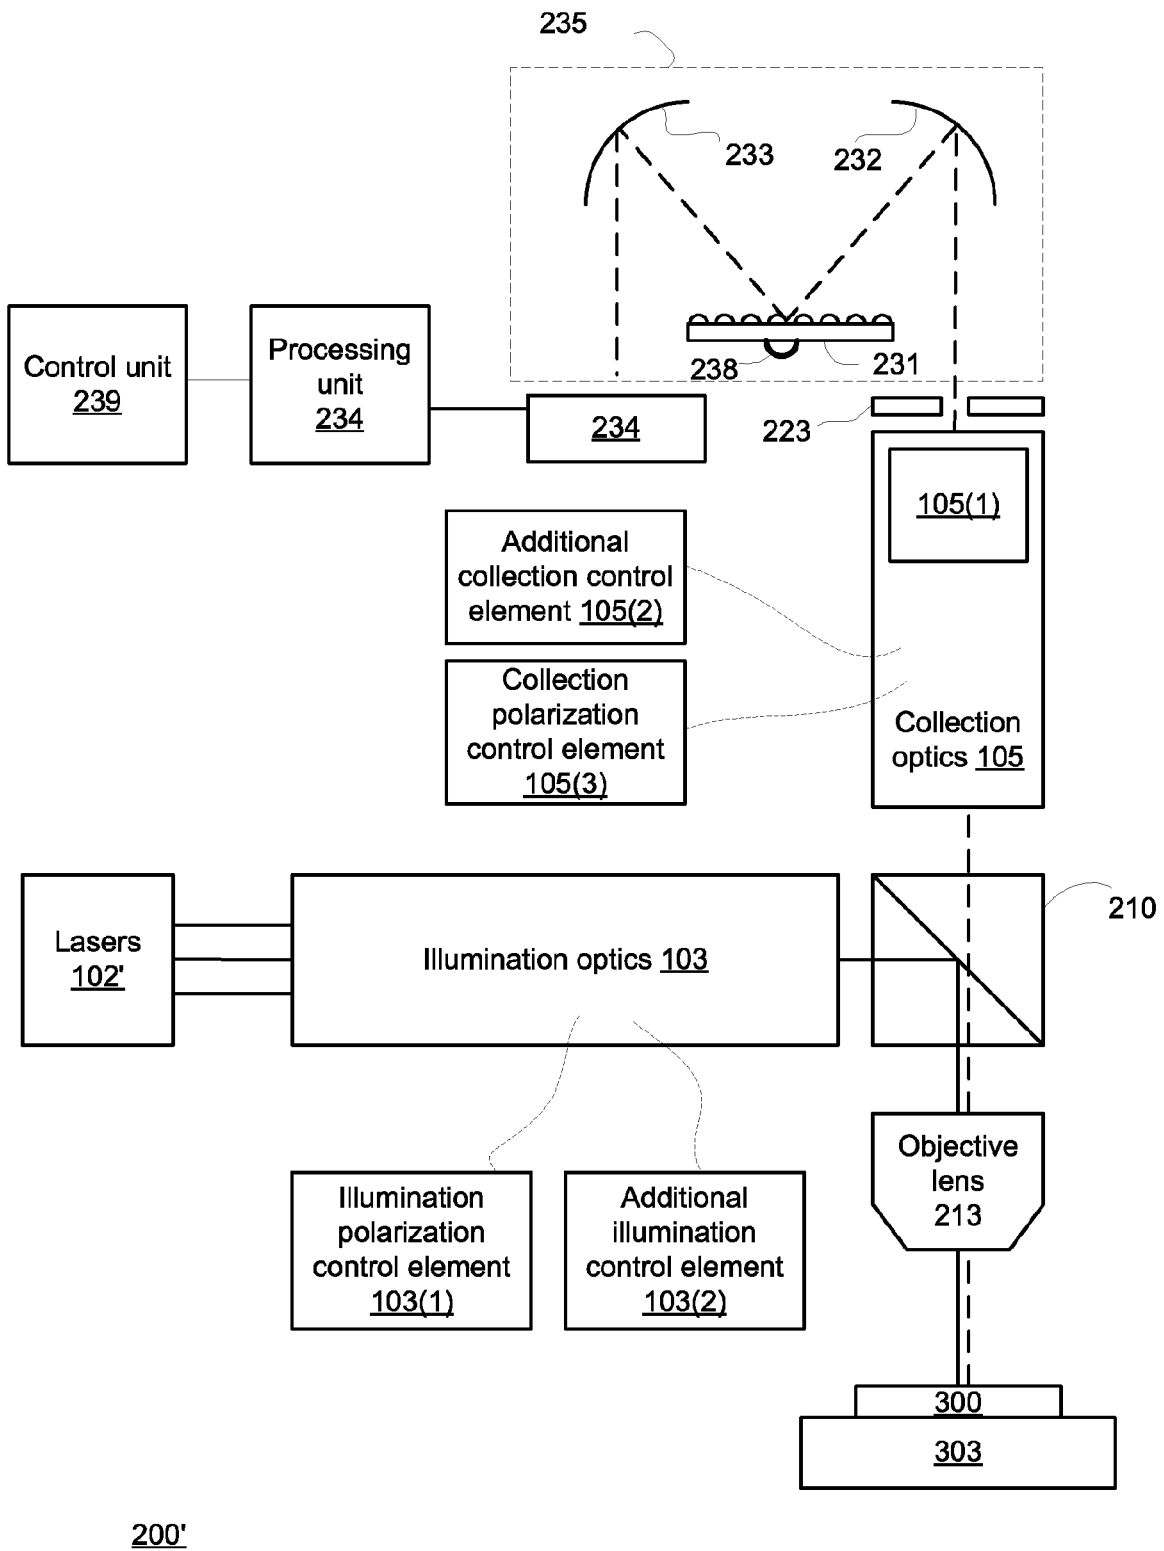 235
233
232
238
231
Control unit
239
Processing
unit
234
234
223
105(1)
Additional
collection control
element 105(2)
Collection
polarization
control element
105(3)
Collection
optics 105
Lasers
102'
Illumination optics 103
210
Objective
lens
213
Illumination
polarization
control element
103(1)
Additional
illumination
control element
103(2)
300
303
200'